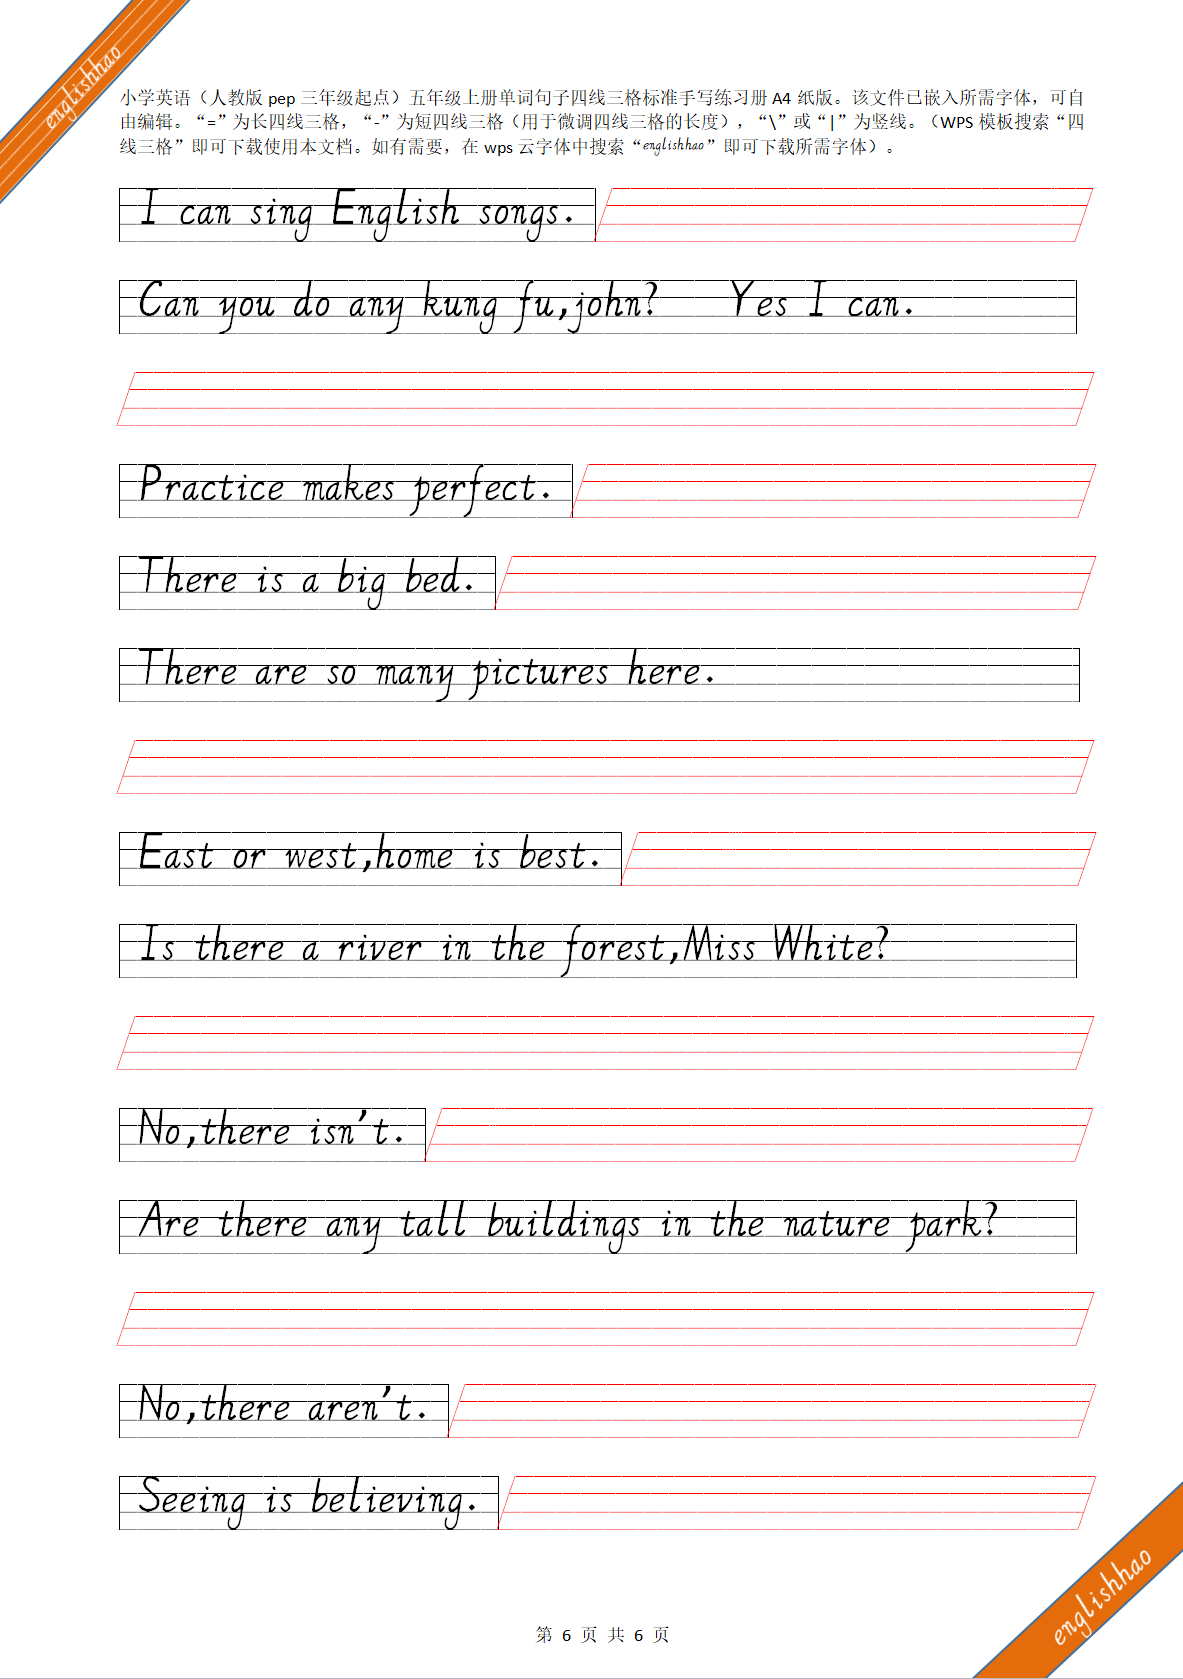 englishhao
小学英语（人教版 pep 三年级起点）五年级上册单词句子四线三格标准手写练习册 A4 纸版。该文件已嵌入所需字体，可自
由编辑。“=”为长四线三格，“-”为短四线三格（用于微调四线三格的长度），“\”或“|”为竖线。（WPS 模板搜索“四
线三格”即可下载使用本文档。如有需要，在 wps 云字体中搜索“englishhao”即可下载所需字体）。
I can sing English songs.
Can you do any kung fu,john? Yes I can.
Practice makes perfect.
There is a big bed.
There are so many pictures here.
East or west,home is best.
Is there a river in the forest,Miss White?
No,there isn't.
Are there any tall buildings in the nature park?
No,there aren't.
Seeing is believing.
englishhao
第 6 页 共 6 页